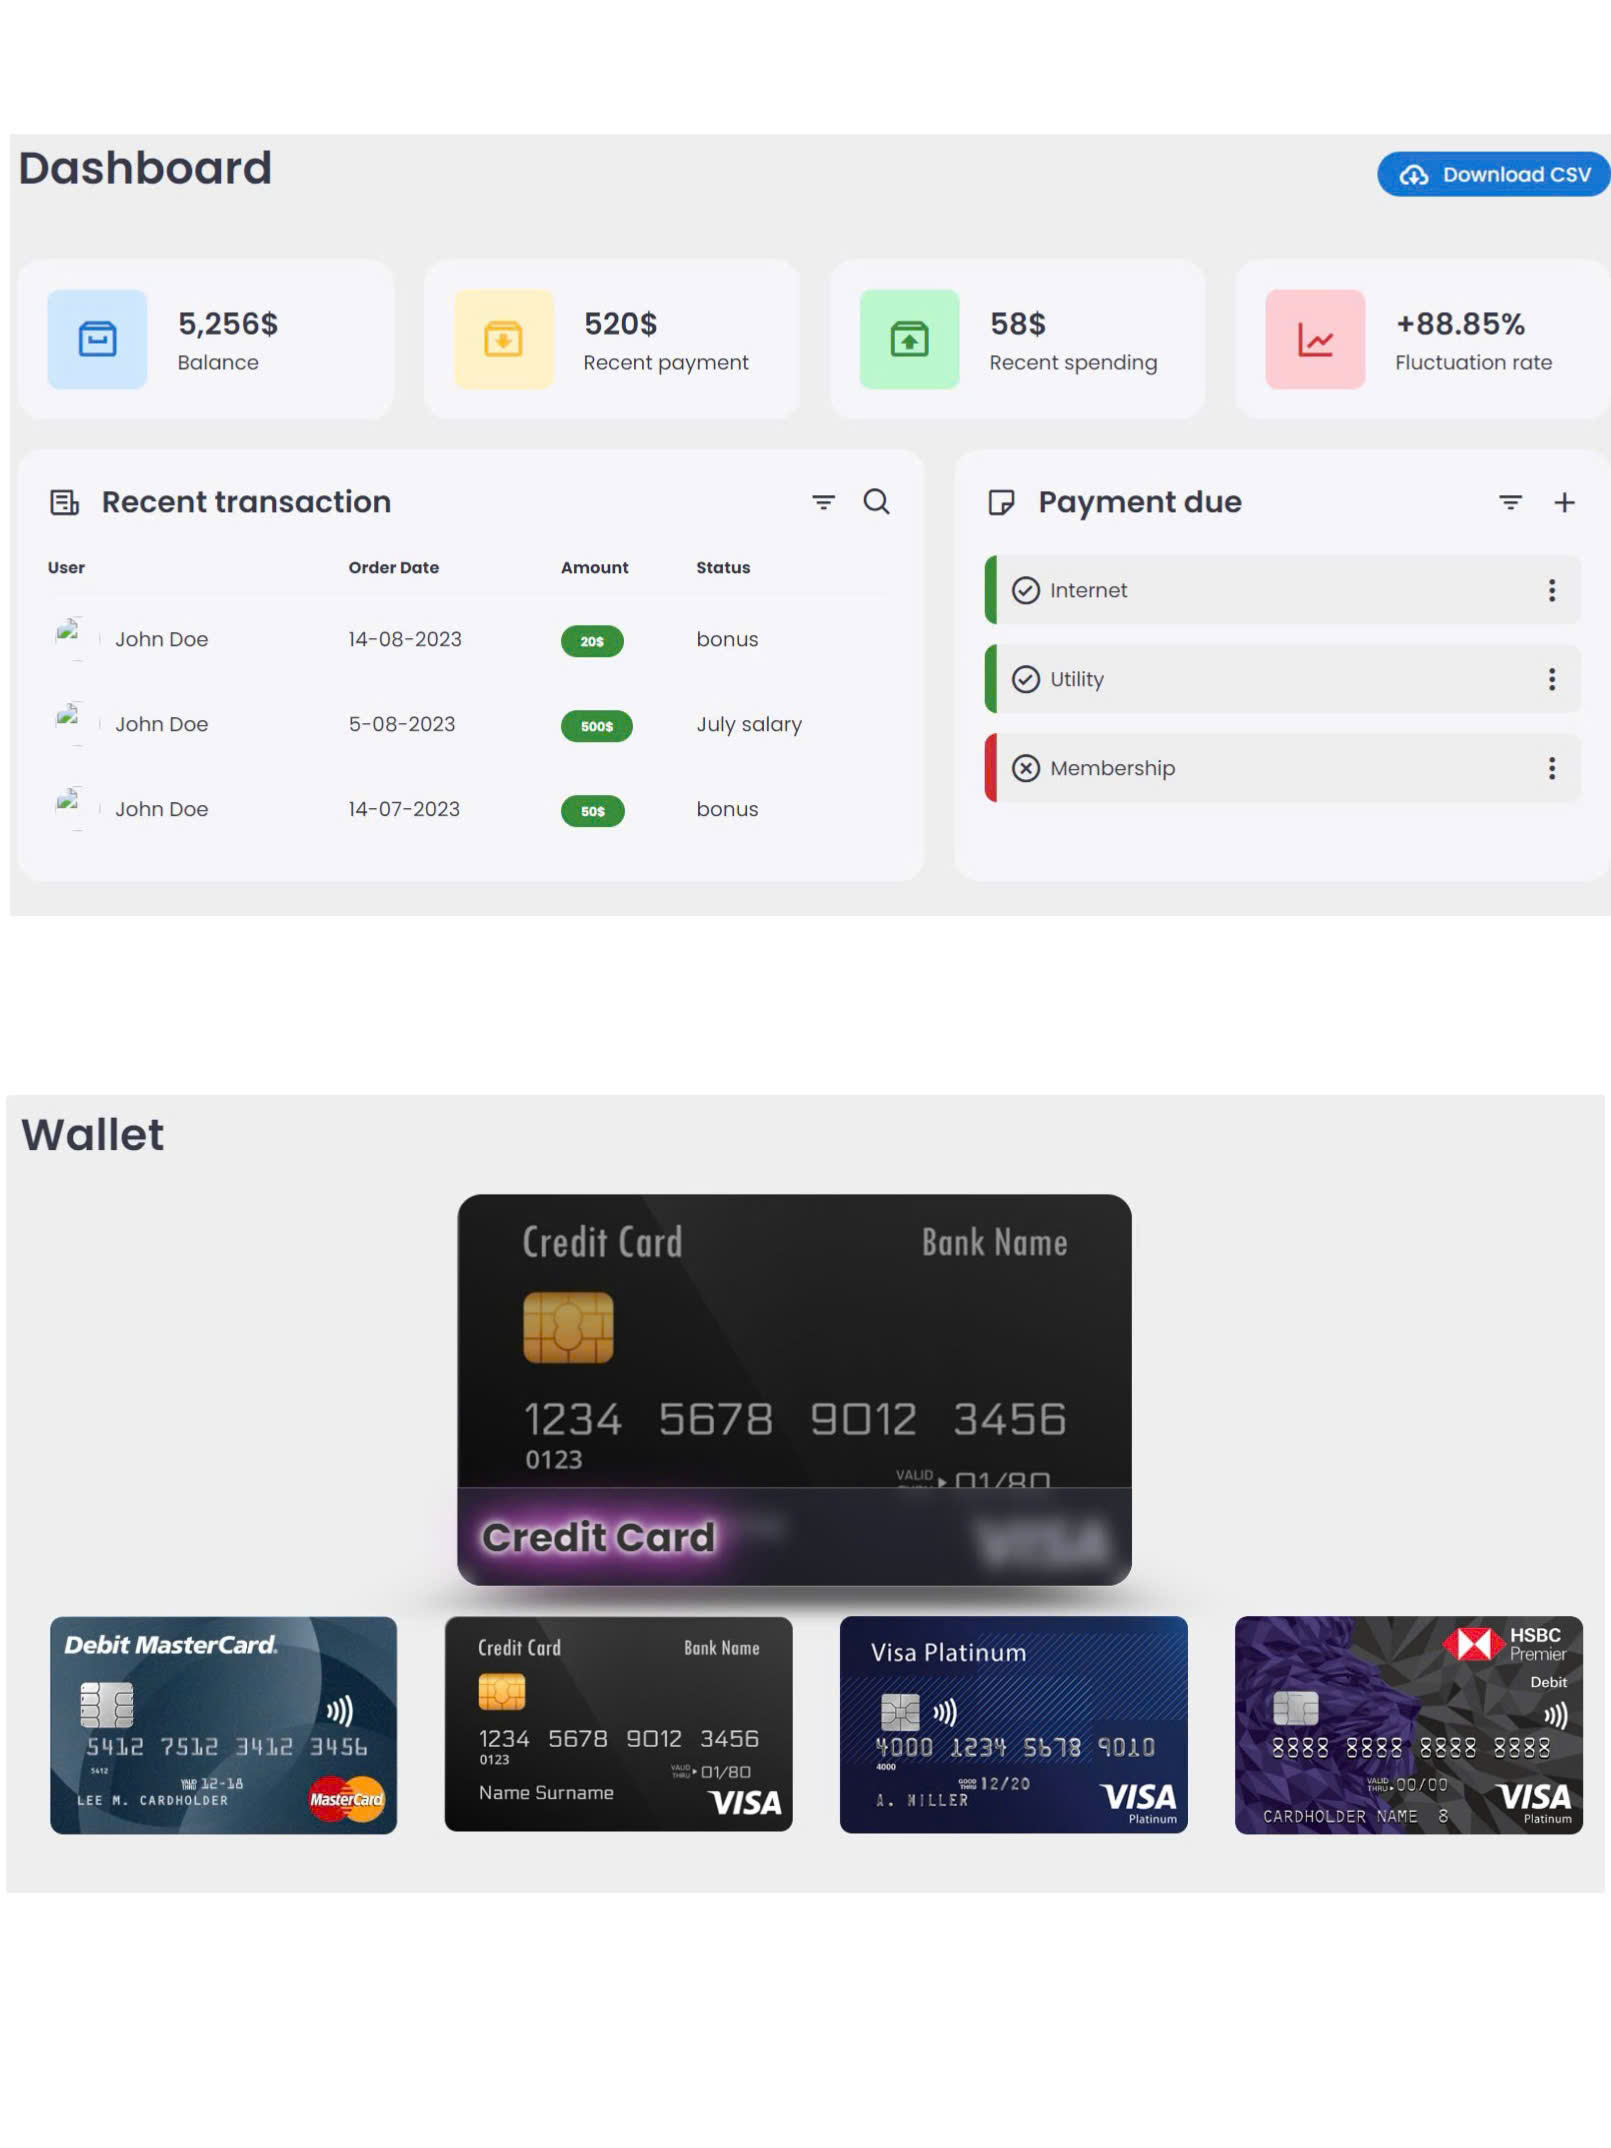 Dashboard
Download CSV
5,256$
Balance
520$
Recent payment
58$
Recent spending
+88.85%
Fluctuation rate
Recent transaction
User Order Date Amount Status
John Doe 14-08-2023 20$ bonus
John Doe 5-08-2023 500$ July salary
John Doe 14-07-2023 50$ bonus
Payment due
Internet
Utility
Membership
Wallet
Credit Card Bank Name
1234 5678 9012 3456
0123
VALID 01/80
Credit Card
VISA
Debit MasterCard.
5412 7512 3412 3456
5412
12-18
LEE M. CARDHOLDER
MasterCard
Credit Card Bank Name
1234 5678 9012 3456
0123
VALID THRU 01/80
Name Surname
VISA
Visa Platinum
4000 1234 5678 9010
4000
GOOD THRU 12/20
A. MILLER
VISA
Platinum
HSBC
Premier
Debit
8888 8888 8888 8888
VALID THRU 00/00
CARDHOLDER NAME 8
VISA
Platinum